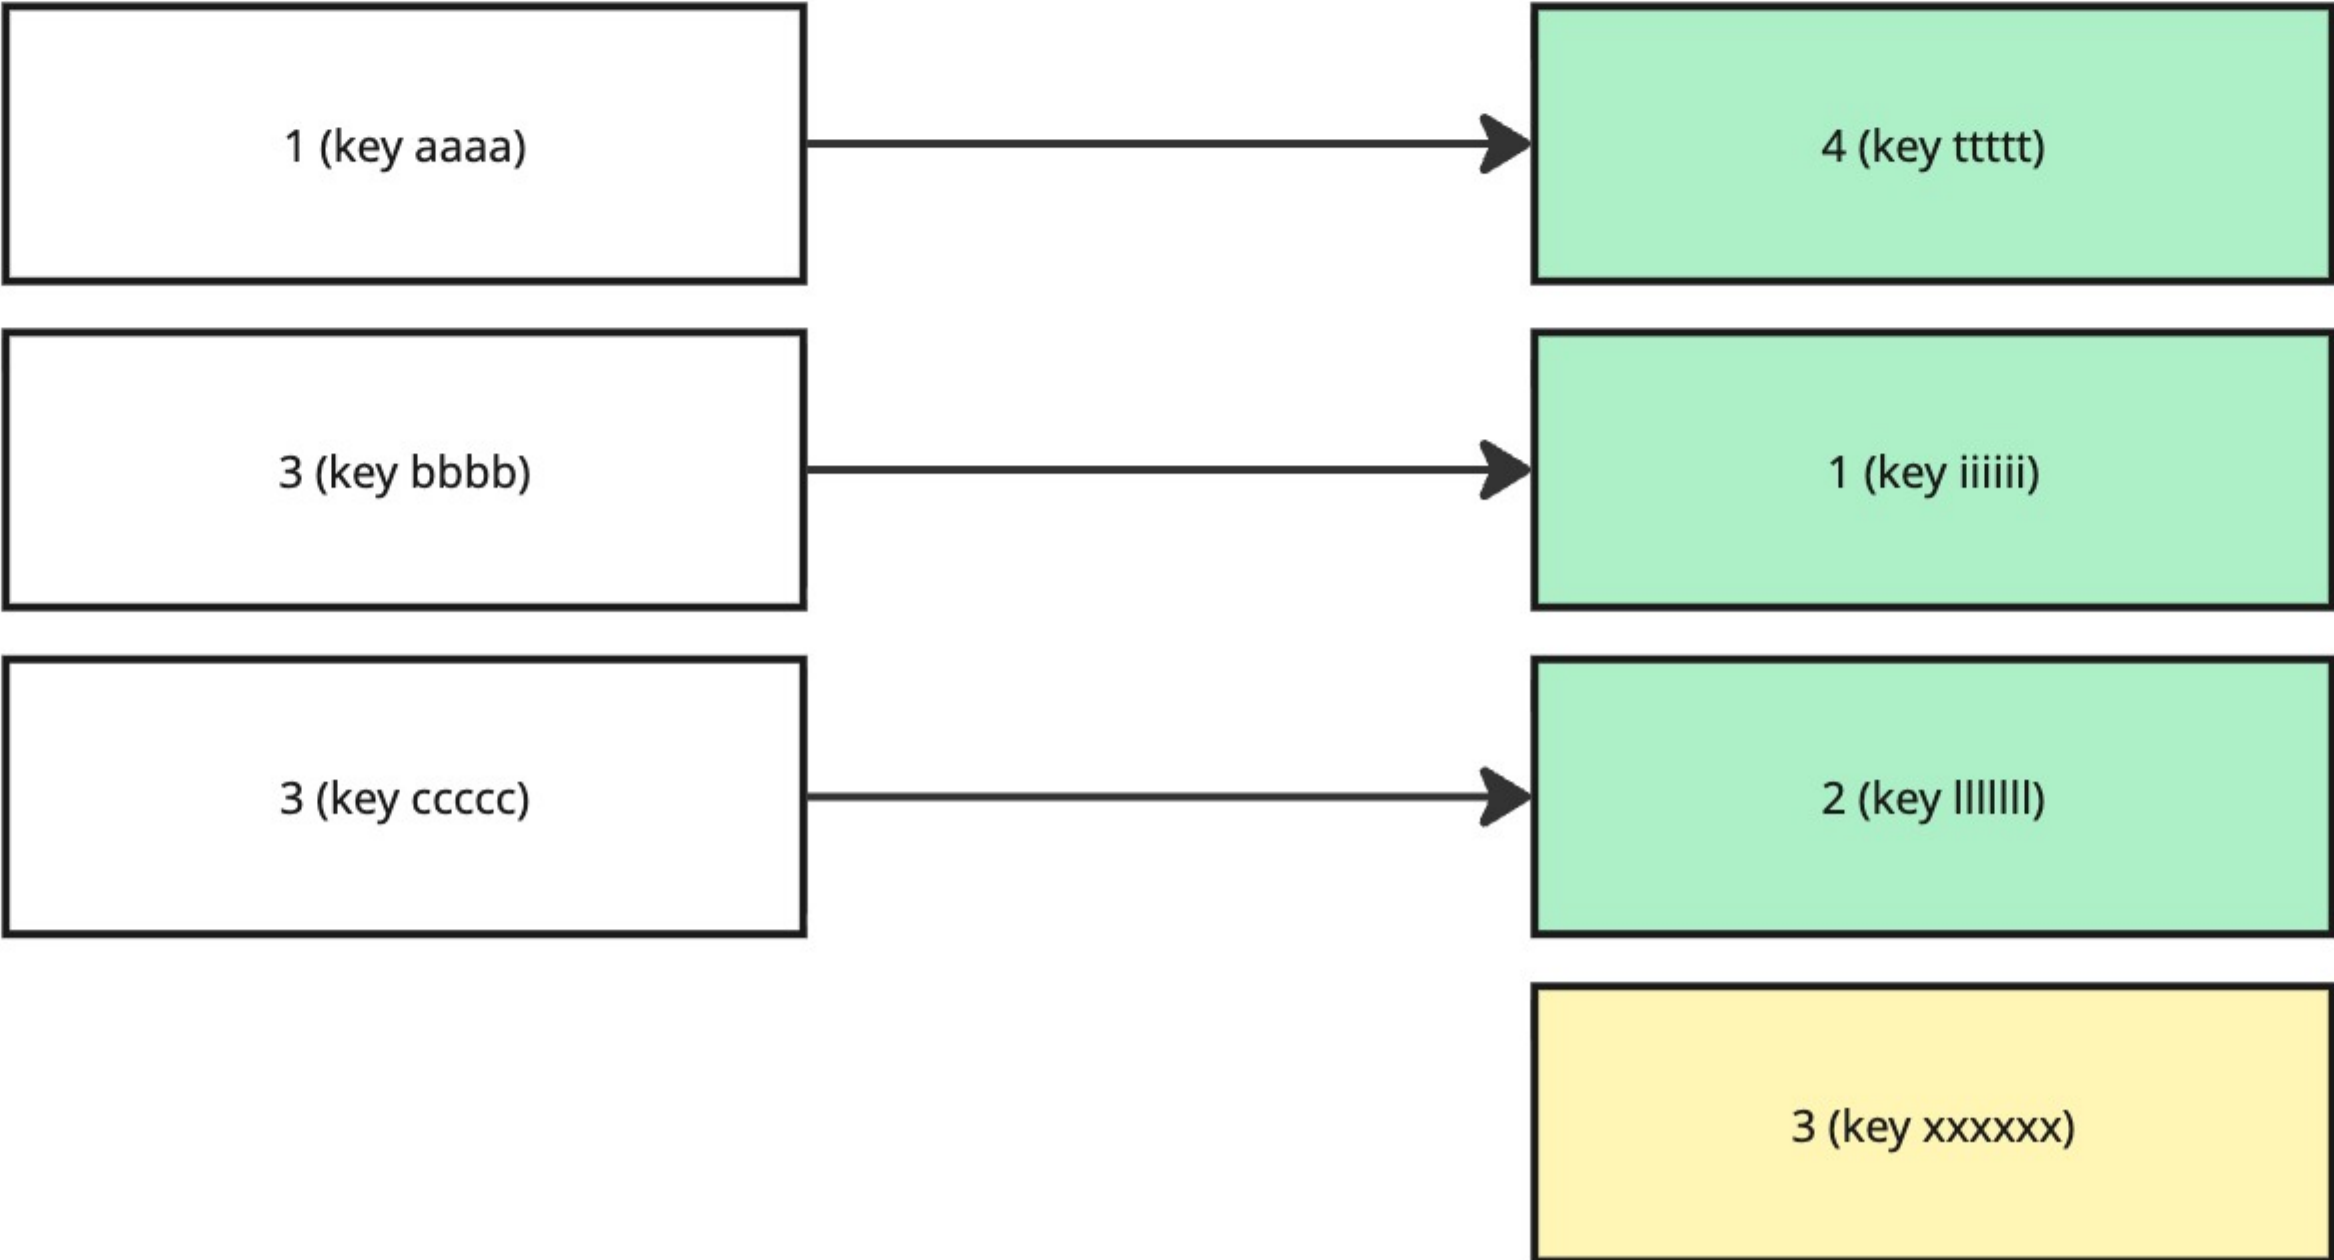 1 (key aaaa)
4 (key ttttt)
3 (key bbbb)
1 (key iiiiii)
3 (key ccccc)
2 (key lllllll)
3 (key xxxxxx)